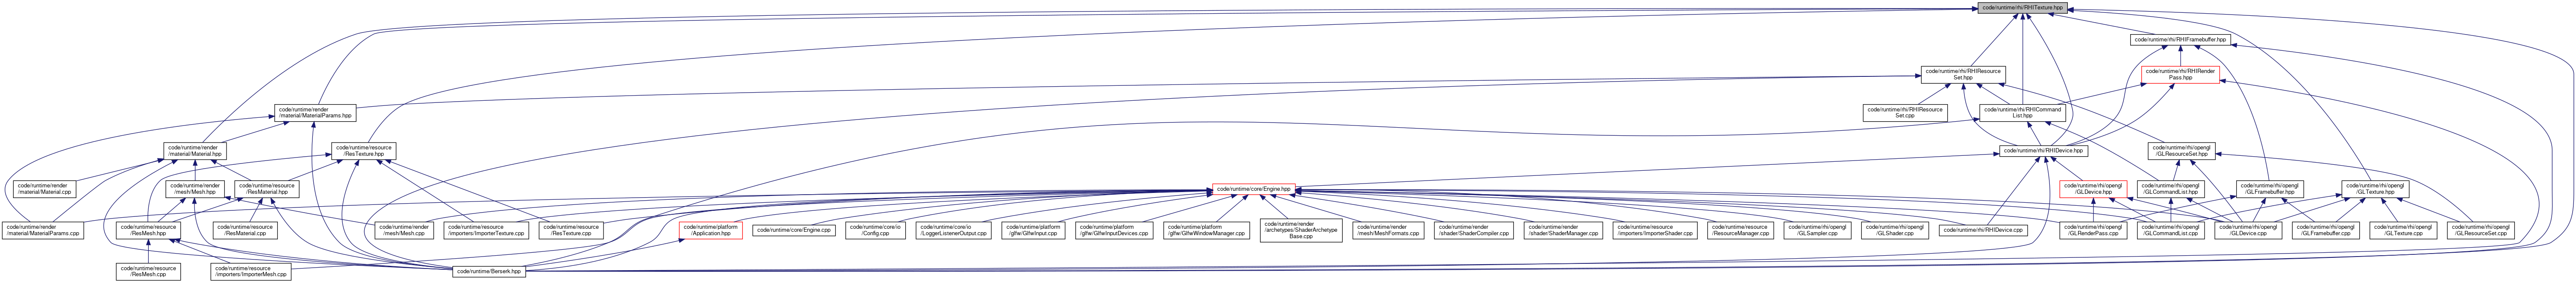 code/runtime/rhi/RHITexture.hpp
code/runtime/rhi/RHIFramebuffer.hpp
code/runtime/rhi/RHIResource
Set.hpp
code/runtime/rhi/RHIRender
Pass.hpp
code/runtime/render
/material/MaterialParams.hpp
code/runtime/rhi/RHIResource
Set.cpp
code/runtime/rhi/RHICommand
List.hpp
code/runtime/render
/material/Material.hpp
code/runtime/resource
/ResTexture.hpp
code/runtime/rhi/RHIDevice.hpp
code/runtime/rhi/opengl
/GLResourceSet.hpp
code/runtime/render
/material/Material.cpp
code/runtime/render
/mesh/Mesh.hpp
code/runtime/resource
/ResMaterial.hpp
code/runtime/core/Engine.hpp
code/runtime/rhi/opengl
/GLDevice.hpp
code/runtime/rhi/opengl
/GLCommandList.hpp
code/runtime/rhi/opengl
/GLFramebuffer.hpp
code/runtime/rhi/opengl
/GLTexture.hpp
code/runtime/render
/material/MaterialParams.cpp
code/runtime/resource
/ResMesh.hpp
code/runtime/resource
/ResMaterial.cpp
code/runtime/render
/mesh/Mesh.cpp
code/runtime/resource
/importers/ImporterTexture.cpp
code/runtime/resource
/ResTexture.cpp
code/runtime/platform
/Application.hpp
code/runtime/core/Engine.cpp
code/runtime/core/io
/Config.cpp
code/runtime/core/io
/LoggerListenerOutput.cpp
code/runtime/platform
/glfw/GlfwInput.cpp
code/runtime/platform
/glfw/GlfwInputDevices.cpp
code/runtime/platform
/glfw/GlfwWindowManager.cpp
code/runtime/render
/archetypes/ShaderArchetype
Base.cpp
code/runtime/render
/mesh/MeshFormats.cpp
code/runtime/render
/shader/ShaderCompiler.cpp
code/runtime/render
/shader/ShaderManager.cpp
code/runtime/resource
/importers/ImporterShader.cpp
code/runtime/resource
/ResourceManager.cpp
code/runtime/rhi/opengl
/GLSampler.cpp
code/runtime/rhi/opengl
/GLShader.cpp
code/runtime/rhi/RHIDevice.cpp
code/runtime/rhi/opengl
/GLRenderPass.cpp
code/runtime/rhi/opengl
/GLCommandList.cpp
code/runtime/rhi/opengl
/GLDevice.cpp
code/runtime/rhi/opengl
/GLFramebuffer.cpp
code/runtime/rhi/opengl
/GLTexture.cpp
code/runtime/rhi/opengl
/GLResourceSet.cpp
code/runtime/resource
/ResMesh.cpp
code/runtime/resource
/importers/ImporterMesh.cpp
code/runtime/Berserk.hpp